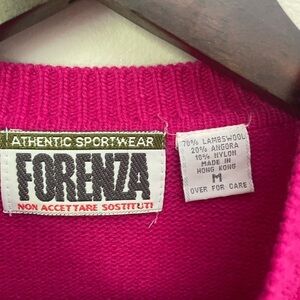 ATHENTIC SPORTWEAR
FORENZA
NON ACCETTARE SOSTITUTI
70% LAMBSWOOL
20% ANGORA
10% NYLON
MADE IN
HONG KONG
M
OVER FOR CARE